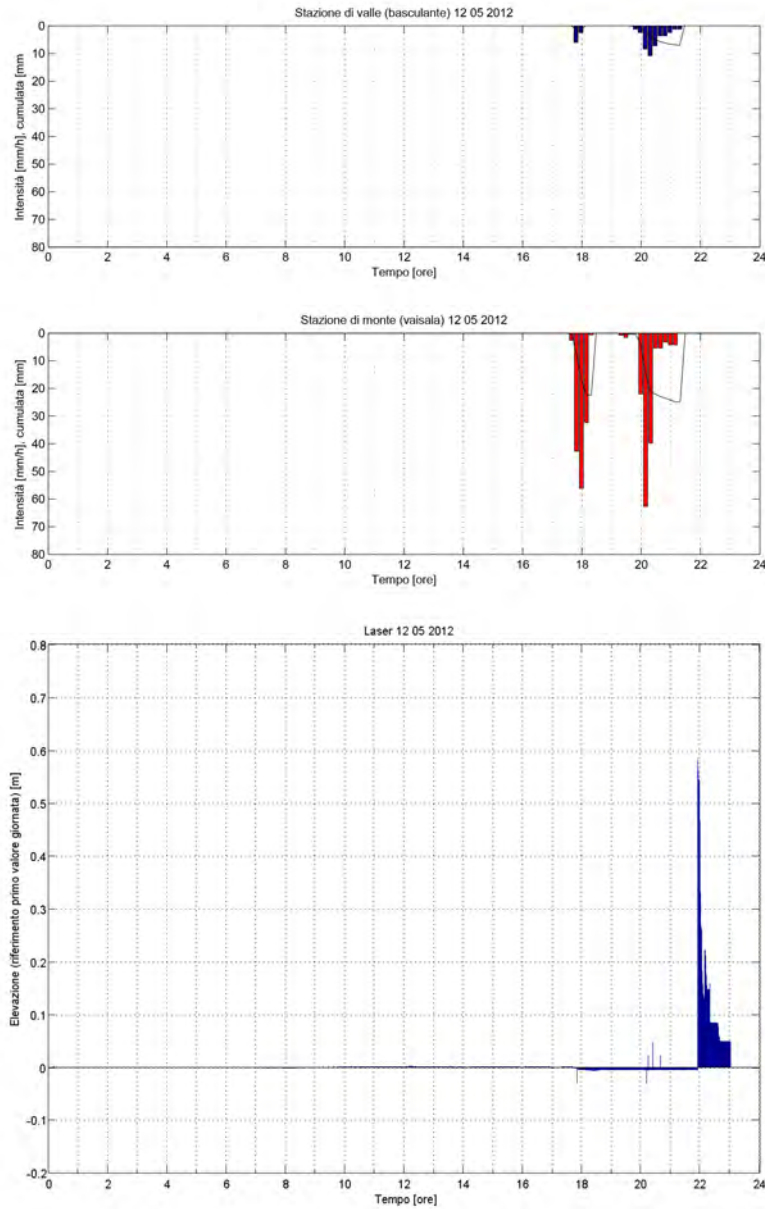 Stazione di valle (basculante) 12 05 2012
Intensità [mm/h], cumulata [mm
0
10
20
30
40
50
60
70
80
0 2 4 6 8 10 12 14 16 18 20 22 24
Tempo [ore]
Stazione di monte (vaisala) 12 05 2012
Intensità [mm/h], cumulata [mm]
0
10
20
30
40
50
60
70
80
0 2 4 6 8 10 12 14 16 18 20 22 24
Tempo [ore]
Laser 12 05 2012
Elevazione (riferimento primo valore giornata) [m]
0.8
0.7
0.6
0.5
0.4
0.3
0.2
0.1
0
-0.1
-0.2
0 2 4 6 8 10 12 14 16 18 20 22 24
Tempo [ore]